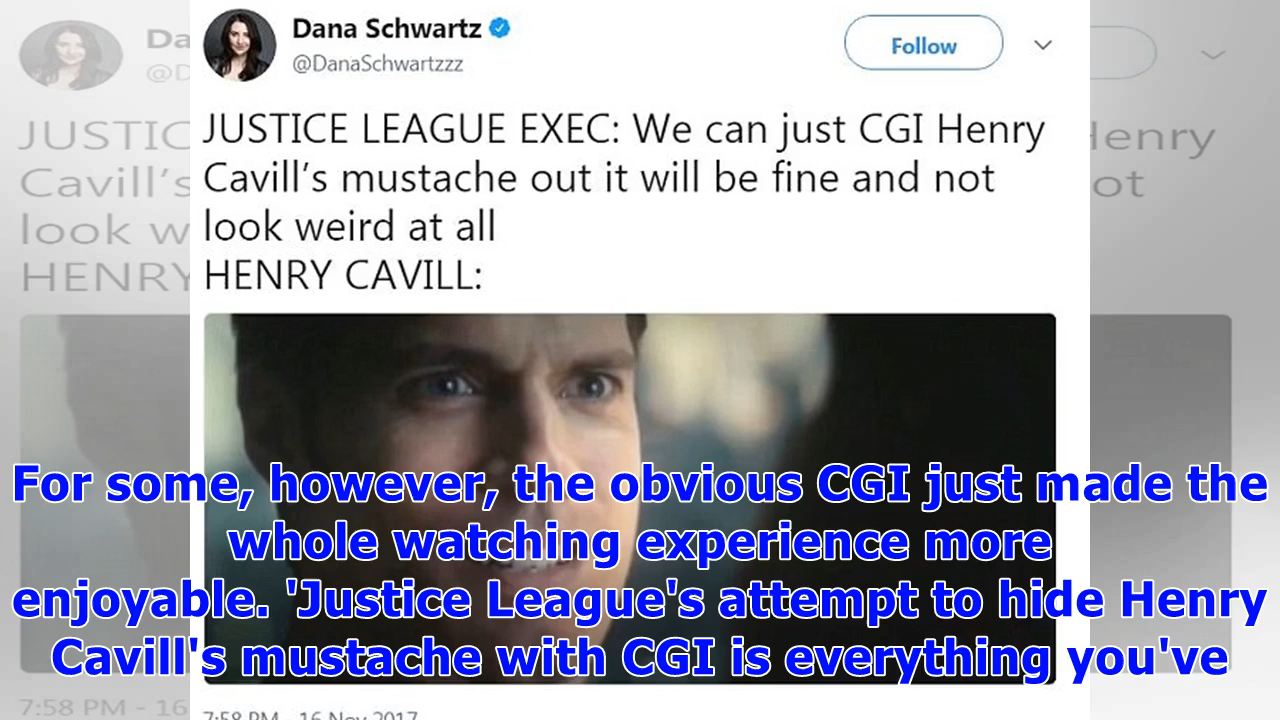 Dana Schwartz
@DanaSchwartzzz
Follow
JUSTICE LEAGUE EXEC: We can just CGI Henry
Cavill’s mustache out it will be fine and not
look weird at all
HENRY CAVILL:
For some, however, the obvious CGI just made the
whole watching experience more
enjoyable. 'Justice League's attempt to hide Henry
Cavill's mustache with CGI is everything you've
7:58 PM - 16 Nov 2017